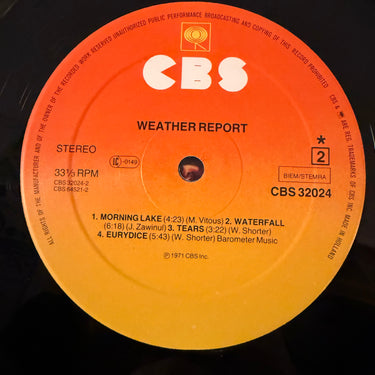 ALL RIGHTS OF THE MANUFACTURER AND OF THE OWNER OF THE RECORDED WORK RESERVED UNAUTHORIZED PUBLIC PERFORMANCE BROADCASTING AND COPYING OF THIS RECORD PROHIBITED
CBS & ARE REG. TRADEMARKS OF CBS INC. MADE IN HOLLAND
CBS
WEATHER REPORT
STEREO
LC-0149
*
2
33⅓ RPM
BIEM/STEMRA
CBS 32024-2
CBS 64521-2
CBS 32024
1. MORNING LAKE (4:23) (M. Vitous) 2. WATERFALL
(6:18) (J. Zawinul) 3. TEARS (3:22) (W. Shorter)
4. EURYDICE (5:43) (W. Shorter) Barometer Music
℗ 1971 CBS Inc.